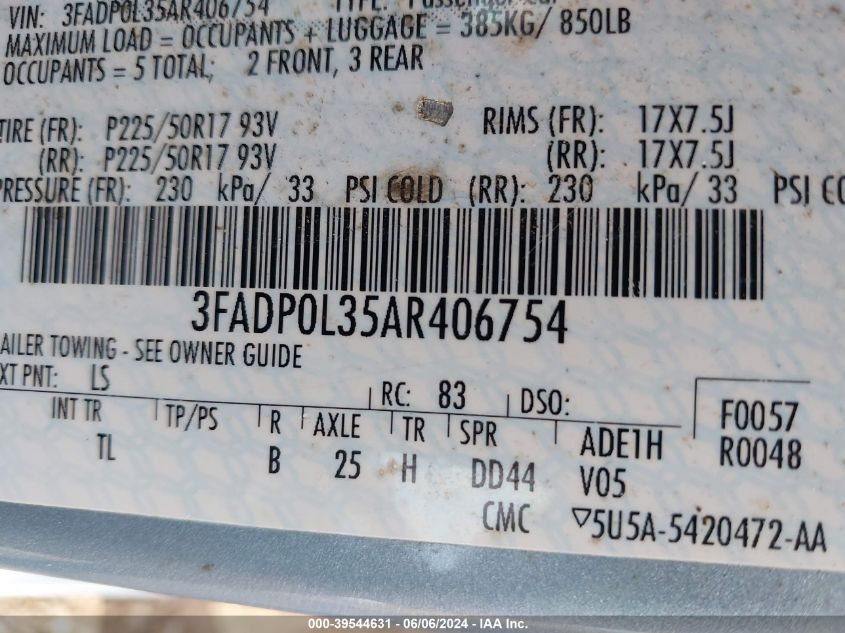 VIN: 3FADP0L35AR406754 TYPE: Passenger car
MAXIMUM LOAD = OCCUPANTS + LUGGAGE = 385KG/ 850LB
OCCUPANTS = 5 TOTAL; 2 FRONT, 3 REAR
TIRE (FR): P225/50R17 93V RIMS (FR): 17X7.5J
(RR): P225/50R17 93V (RR): 17X7.5J
PRESSURE (FR): 230 kPa/ 33 PSI COLD (RR): 230 kPa/ 33 PSI CO
3FADP0L35AR406754
AILER TOWING - SEE OWNER GUIDE
XT PNT: LS RC: 83 DSO: F0057
INT TR TP/PS R AXLE TR SPR ADE1H R0048
TL B 25 H DD44 V05
CMC ▽5U5A-5420472-AA
000-39544631 - 06/06/2024 - IAA Inc.